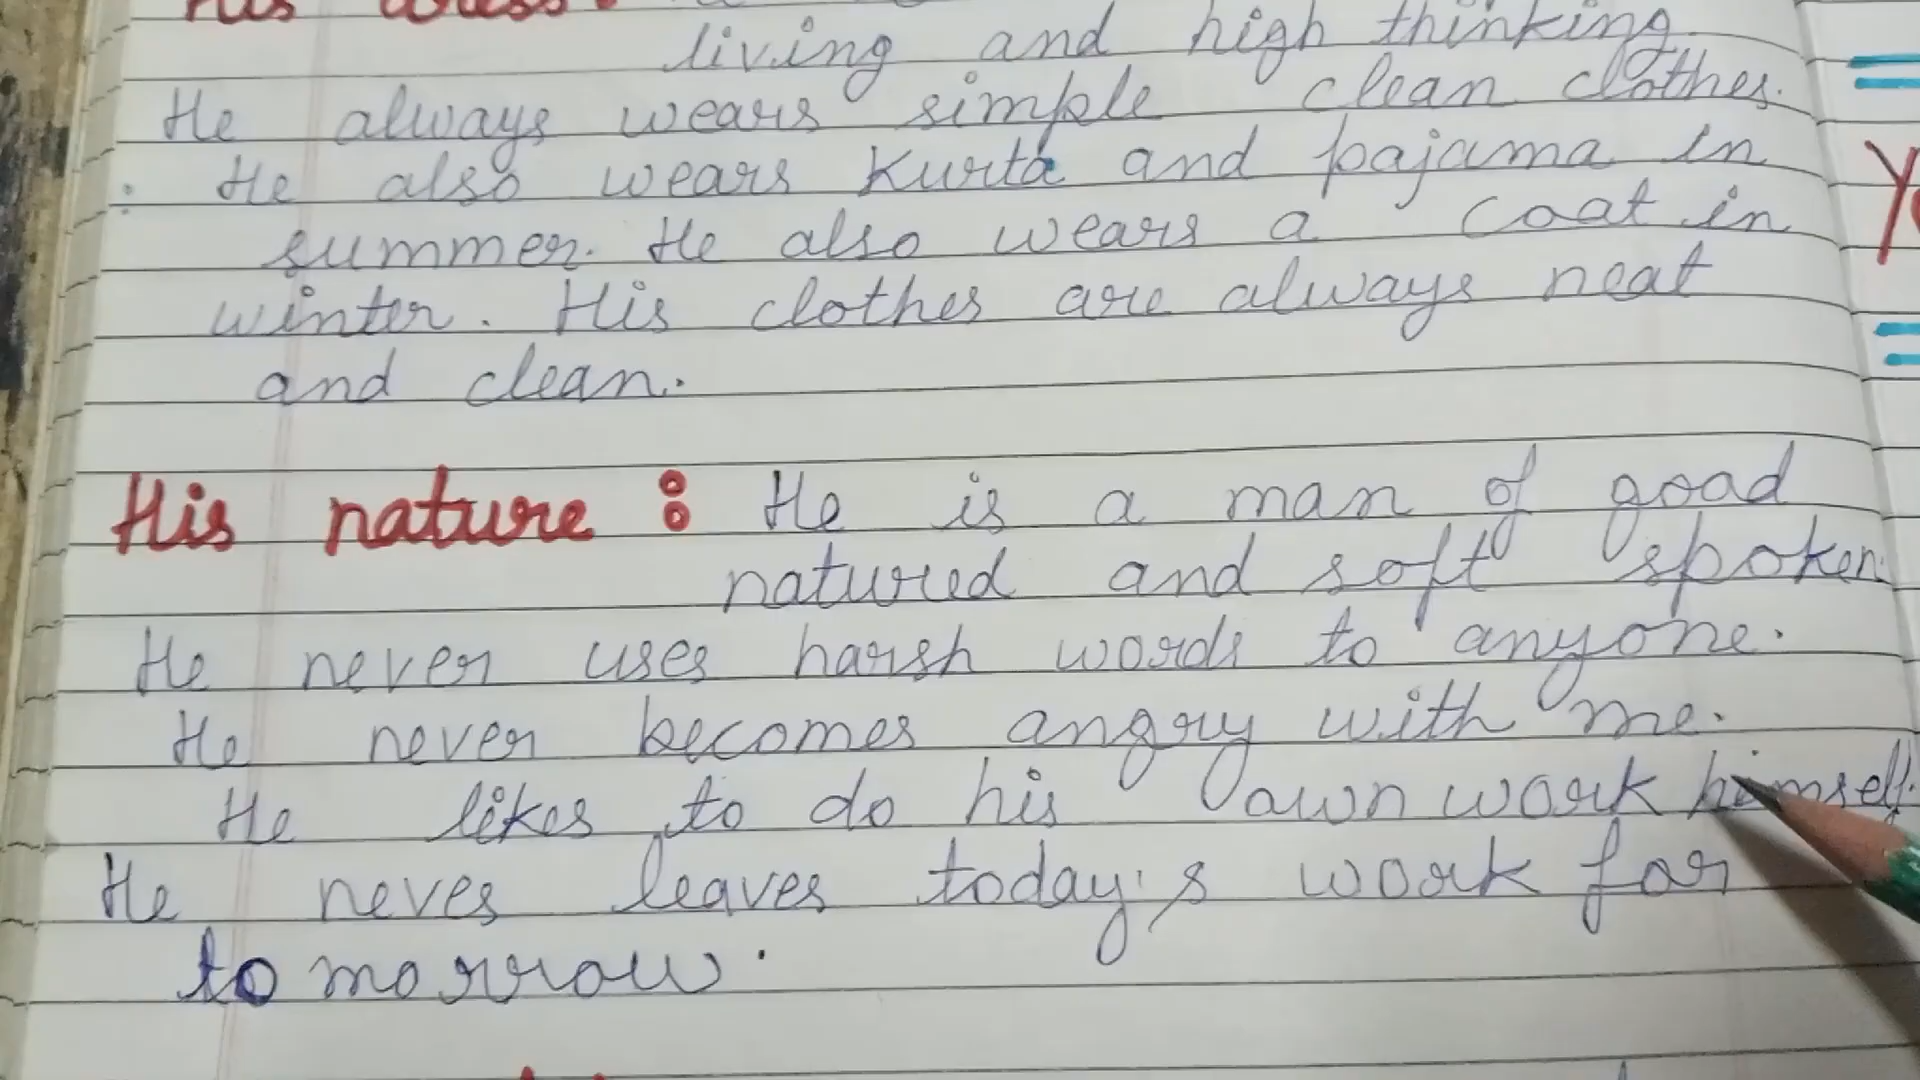 His dress:
living and high thinking.
He always wears simple clean clothes.
He also wears Kurta and pajama in
summer. He also wears a coat in
winter. His clothes are always neat
and clean.
His nature : He is a man of good
natured and soft spoken.
He never uses harsh words to anyone.
He never becomes angry with me.
He likes to do his own work himself.
He neves leaves today's work for
tomorrow.